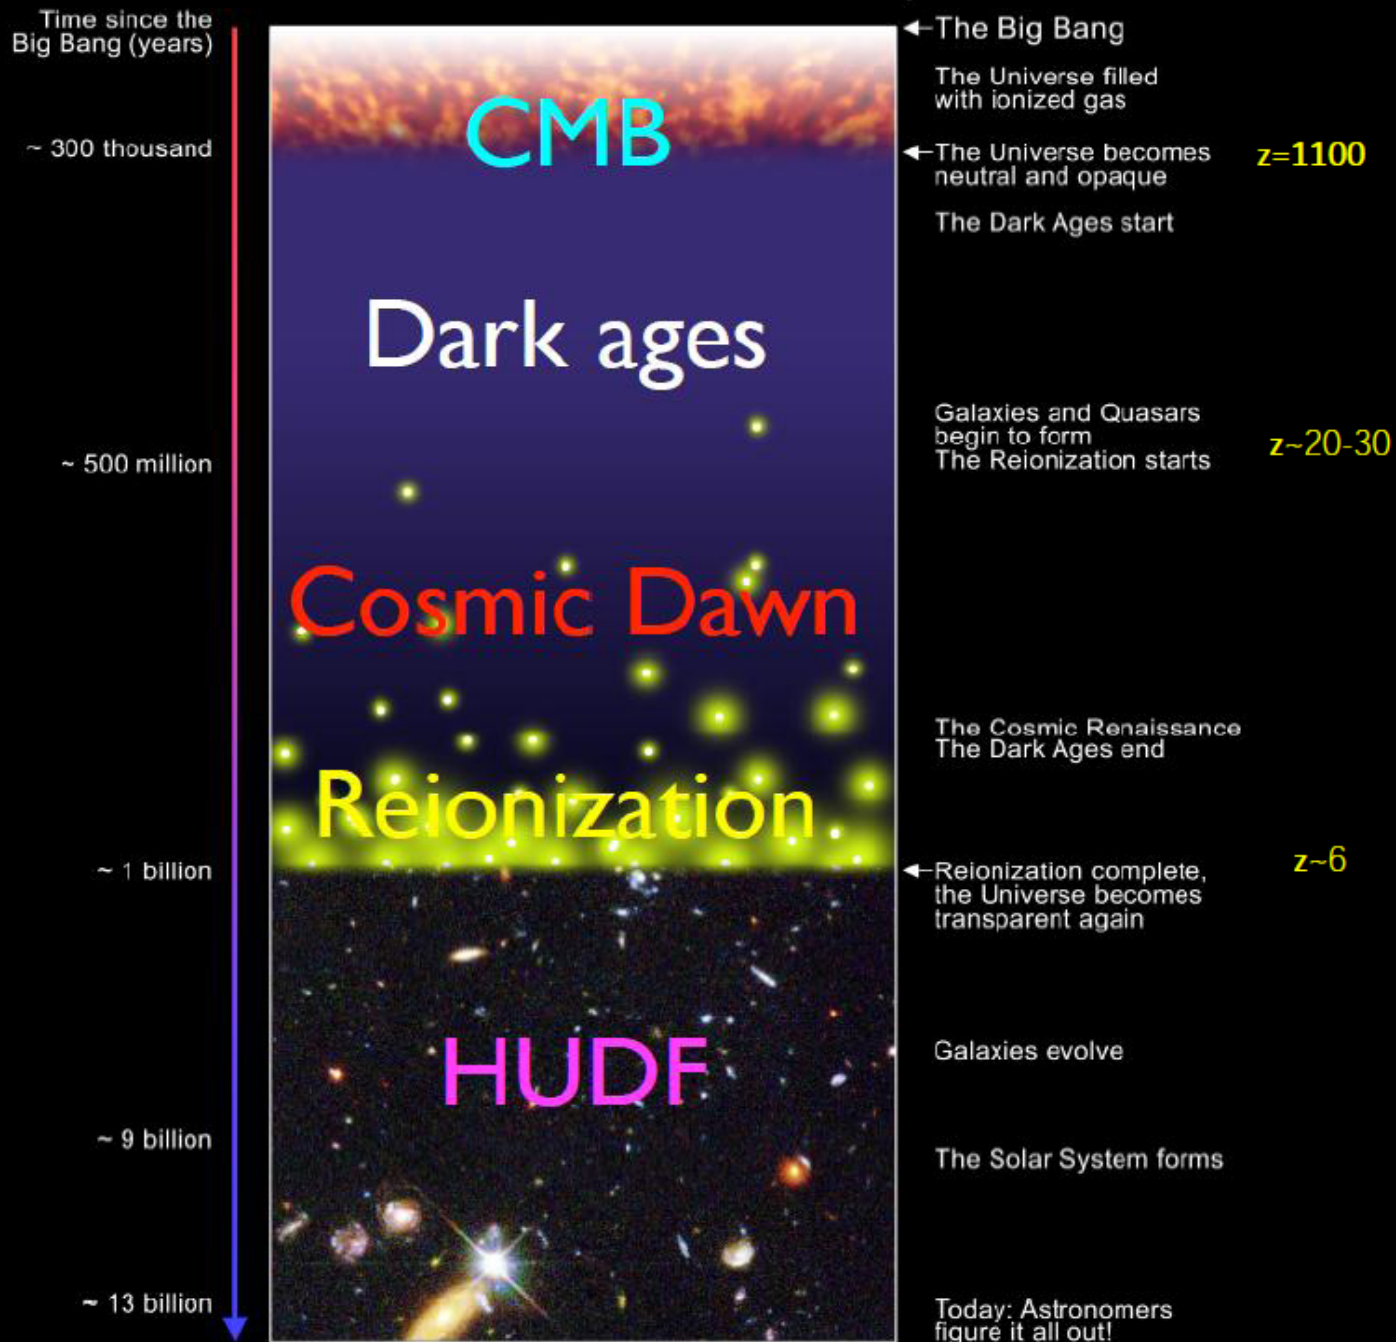 Time since the
Big Bang (years)
The Big Bang
The Universe filled
with ionized gas
CMB
~ 300 thousand
The Universe becomes
neutral and opaque
z=1100
The Dark Ages start
Dark ages
Galaxies and Quasars
begin to form
The Reionization starts
z~20-30
~ 500 million
Cosmic Dawn
The Cosmic Renaissance
The Dark Ages end
Reionization
~ 1 billion
Reionization complete,
the Universe becomes
transparent again
z~6
HUDF
Galaxies evolve
~ 9 billion
The Solar System forms
~ 13 billion
Today: Astronomers
figure it all out!